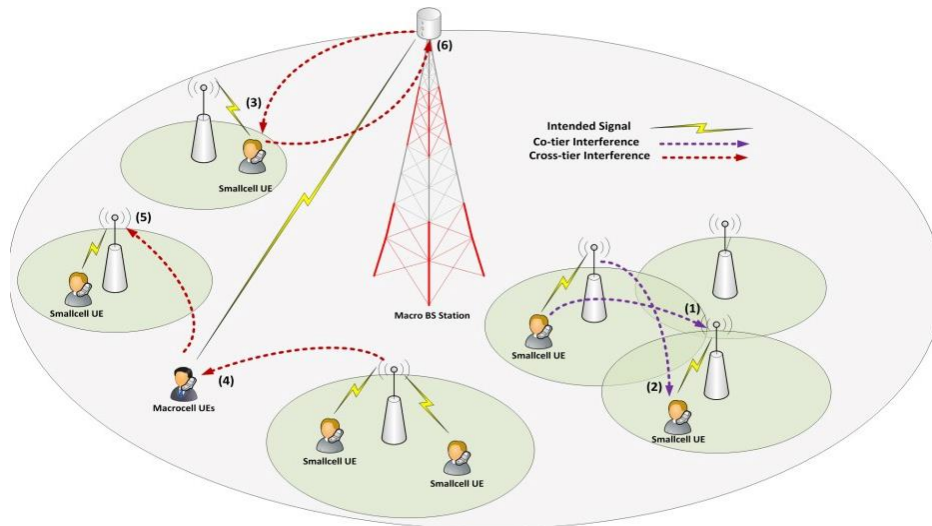 (6)
(3)
Intended Signal
Co-tier Interference
Cross-tier Interference
Smallcell UE
(5)
Smallcell UE
Macro BS Station
(1)
Smallcell UE
(4)
Macrocell UEs
(2)
Smallcell UE
Smallcell UE
Smallcell UE